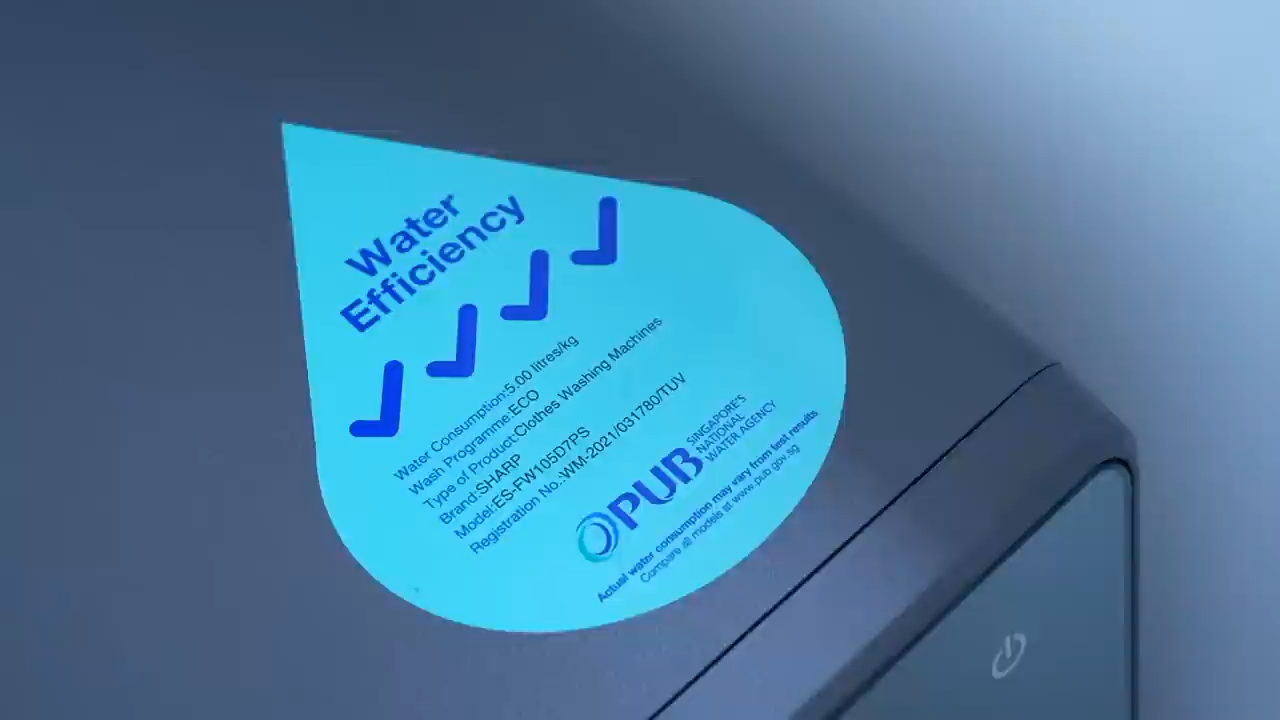 Water
Efficiency
Water Consumption:5.00 litres/kg
Wash Programme:ECO
Type of Product:Clothes Washing Machines
Brand:SHARP
Model:ES-FW105D7PS
Registration No.:WM-2021/031780/TUV
PUB
SINGAPORE'S
NATIONAL
WATER AGENCY
Actual water consumption may vary from test results
Compare all models at www.pub.gov.sg